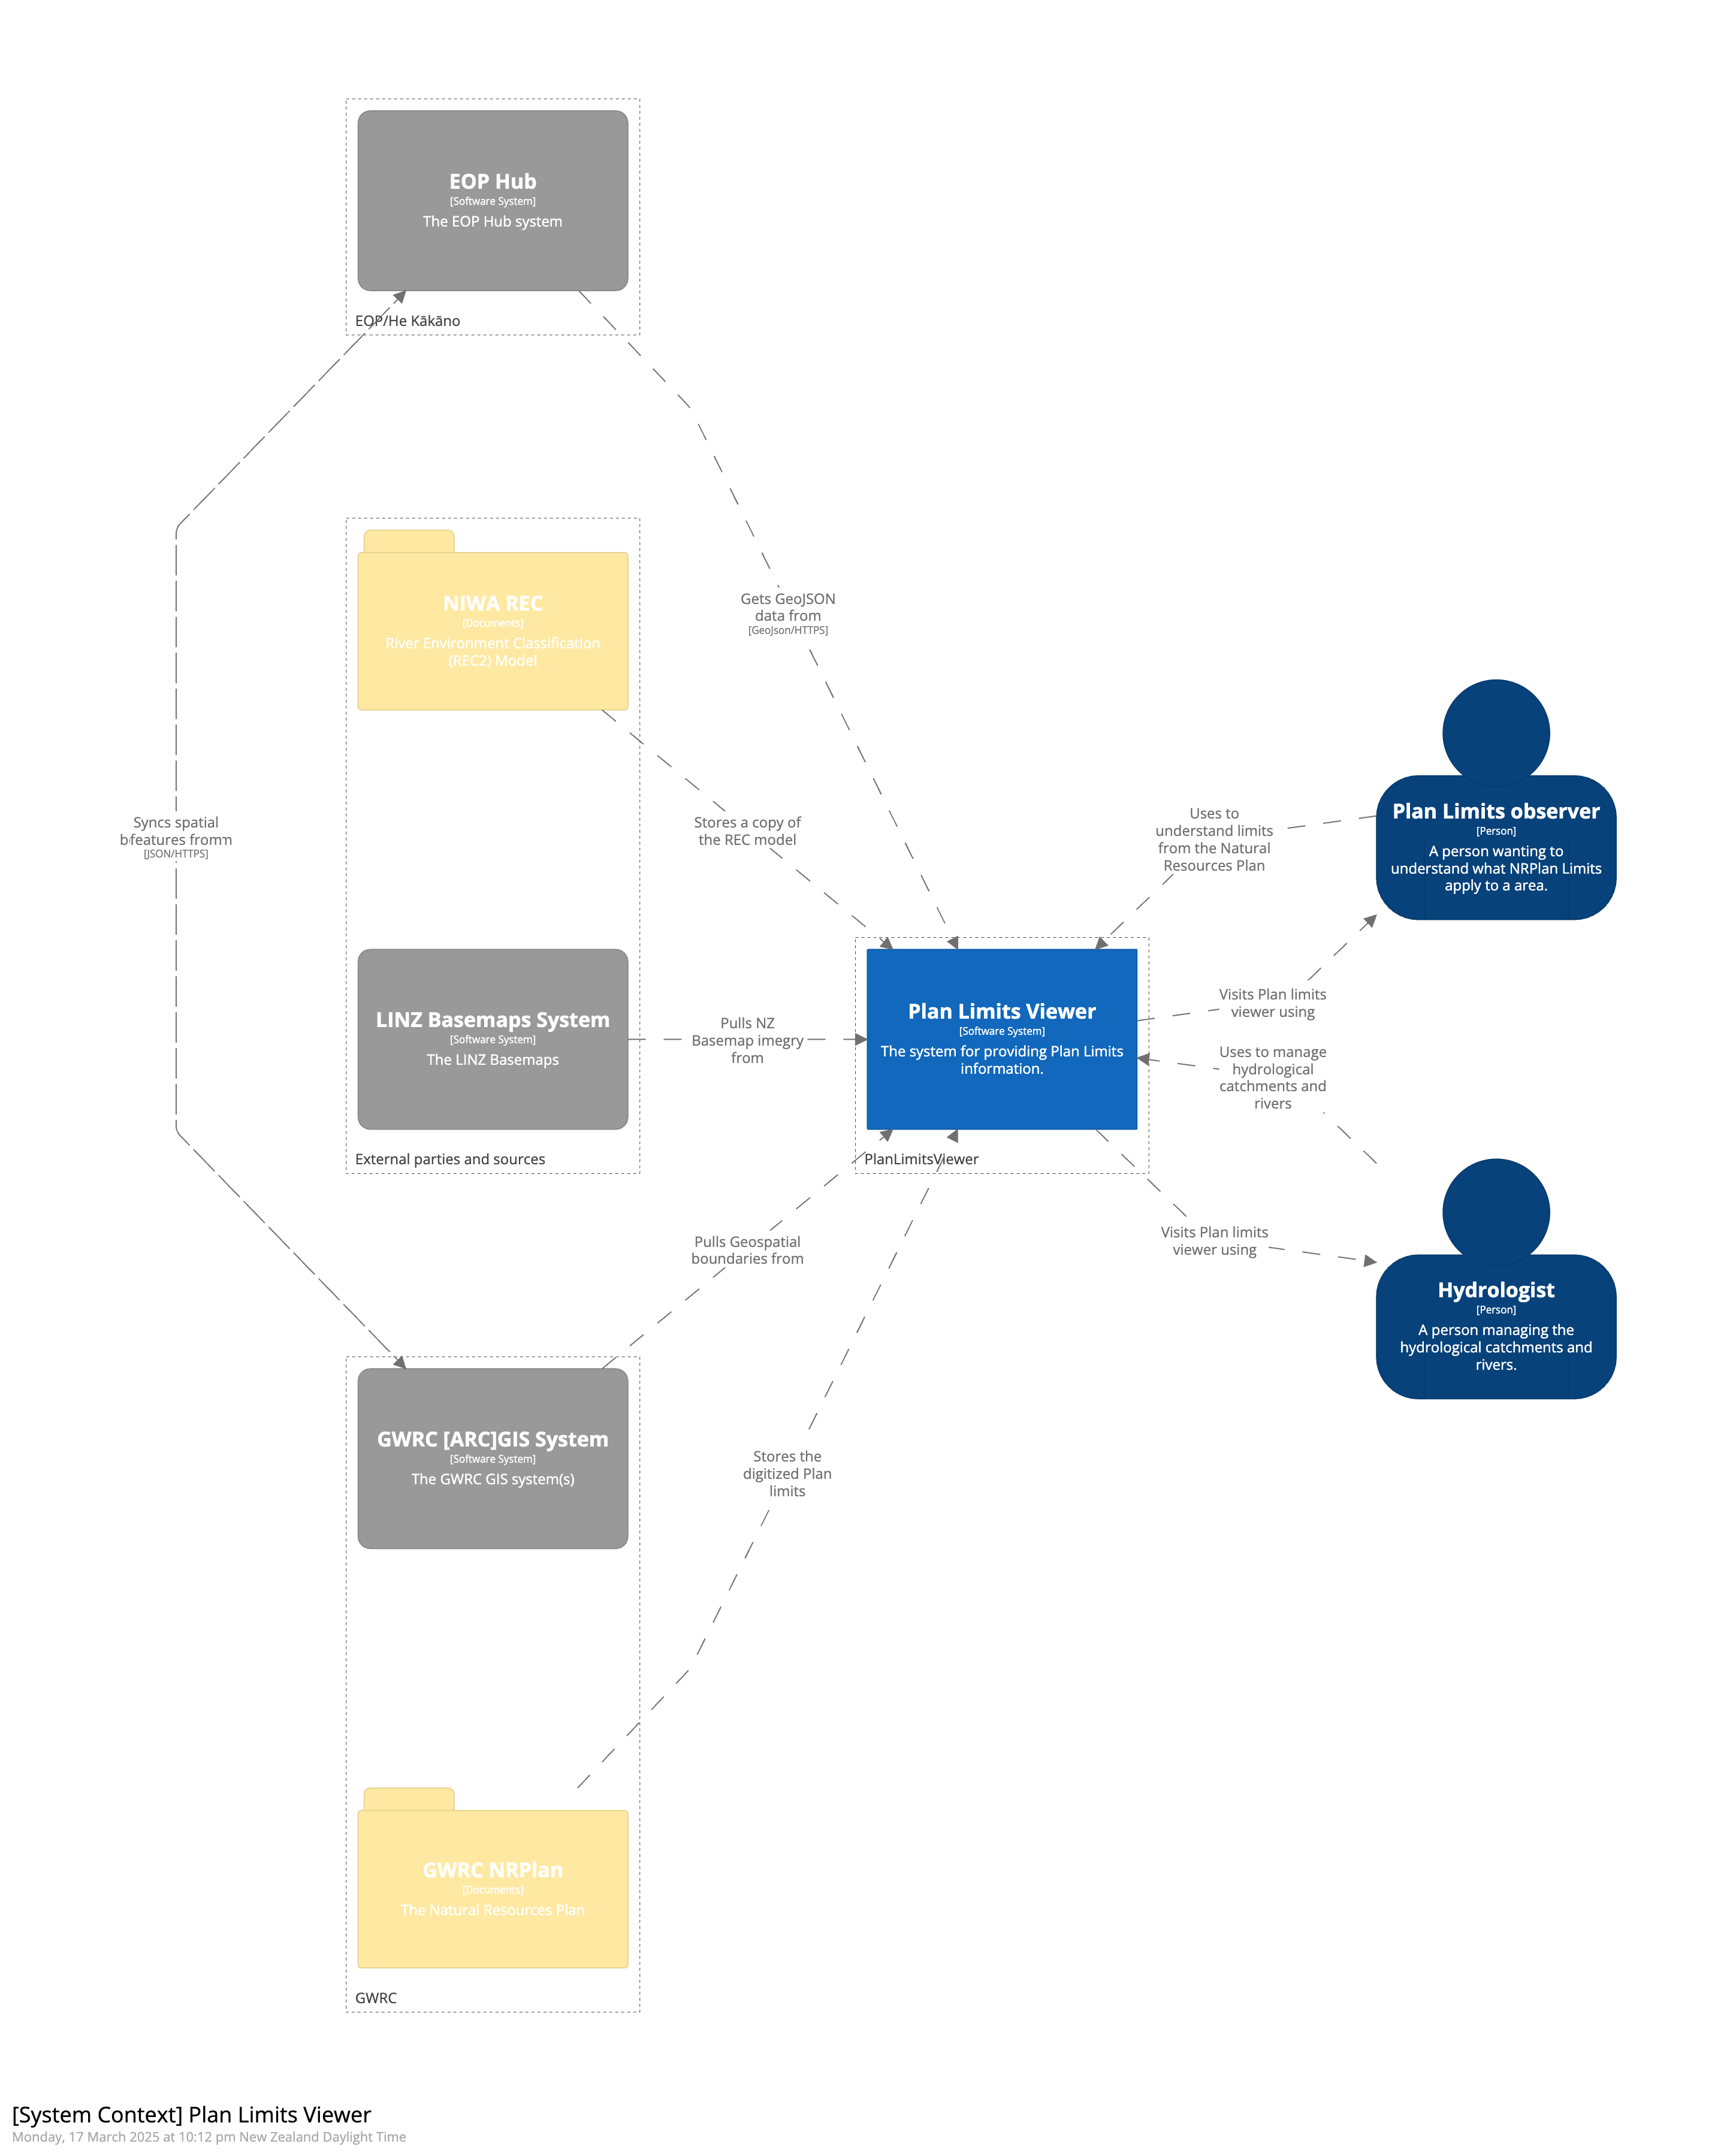 EOP Hub
[Software System]
The EOP Hub system
EOP/He Kākāno
NIWA REC
[Documents]
River Environment Classification
(REC2) Model
LINZ Basemaps System
[Software System]
The LINZ Basemaps
External parties and sources
GWRC [ARC]GIS System
[Software System]
The GWRC GIS system(s)
GWRC NRPlan
[Documents]
The Natural Resources Plan
GWRC
Syncs spatial
features from
[JSON/HTTPS]
Gets GeoJSON
data from
[GeoJson/HTTPS]
Stores a copy of
the REC model
Pulls NZ
Basemap imegry
from
Pulls Geospatial
boundaries from
Stores the
digitized Plan
limits
Plan Limits Viewer
[Software System]
The system for providing Plan Limits
information.
PlanLimitsViewer
Uses to
understand limits
from the Natural
Resources Plan
Visits Plan limits
viewer using
Uses to manage
hydrological
catchments and
rivers
Visits Plan limits
viewer using
Plan Limits observer
[Person]
A person wanting to
understand what NRPlan Limits
apply to a area.
Hydrologist
[Person]
A person managing the
hydrological catchments and
rivers.
[System Context] Plan Limits Viewer
Monday, 17 March 2025 at 10:12 pm New Zealand Daylight Time